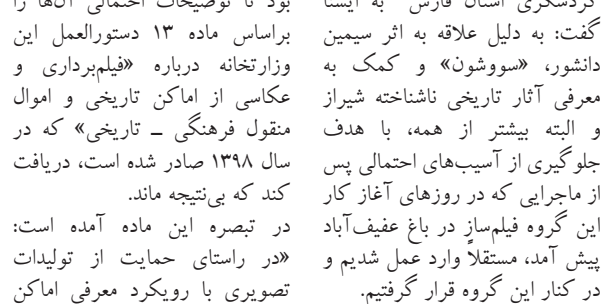 گردشگری استان فارس به ایسنا
گفت: به دلیل علاقه به اثر سیمین
دانشور، «سووشون» و کمک به
معرفی آثار تاریخی ناشناخته شیراز
و البته بیشتر از همه، با هدف
جلوگیری از آسیب‌های احتمالی پس
از ماجرایی که در روزهای آغاز کار
این گروه فیلم‌ساز در باغ عفیف‌آباد
پیش آمد، مستقلاً وارد عمل شدیم و
در کنار این گروه قرار گرفتیم.
بود تا توضیحات احتمالی آن‌ها را
براساس ماده ۱۳ دستورالعمل این
وزارتخانه درباره «فیلم‌برداری و
عکاسی از اماکن تاریخی و اموال
منقول فرهنگی ـ تاریخی» که در
سال ۱۳۹۸ صادر شده است، دریافت
کند که بی‌نتیجه ماند.
در تبصره این ماده آمده است:
«در راستای حمایت از تولیدات
تصویری با رویکرد معرفی اماکن